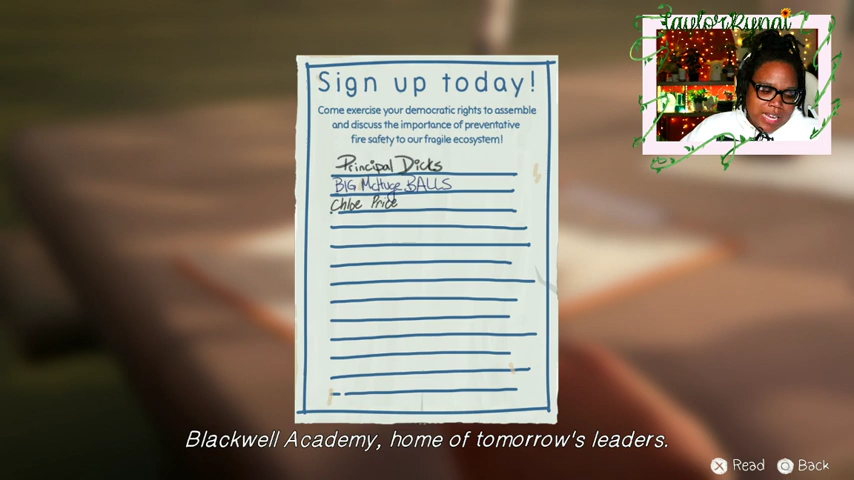 TaylorRynai
Sign up today!
Come exercise your democratic rights to assemble
and discuss the importance of preventative
fire safety to our fragile ecosystem!
Principal Dicks
BIG McHuge BALLS
Chloe Price
Blackwell Academy, home of tomorrow's leaders.
Read Back